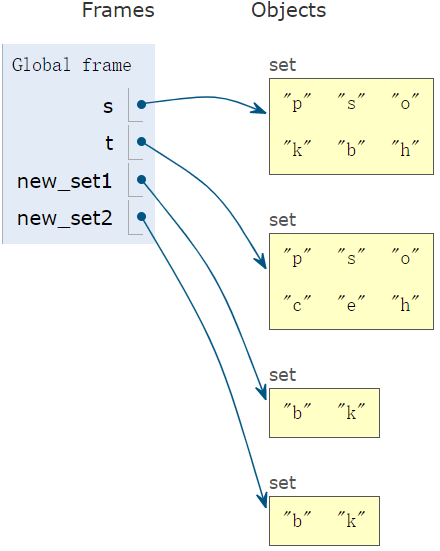 Frames Objects
Global frame
s
t
new_set1
new_set2
set
"p" "s" "o"
"k" "b" "h"
set
"p" "s" "o"
"c" "e" "h"
set
"b" "k"
set
"b" "k"